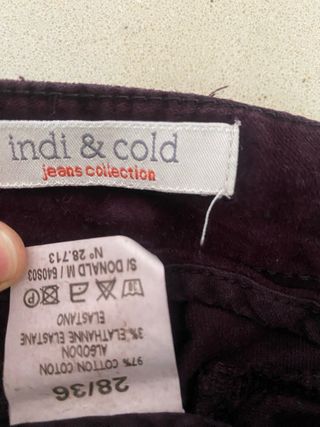 indi & cold
jeans collection
28/36
97% COTTON COTON
ALGODON
3% ELATHANNE ELASTANE
ELASTANO
S/ DONALD M / 640S03
Nº 28.713